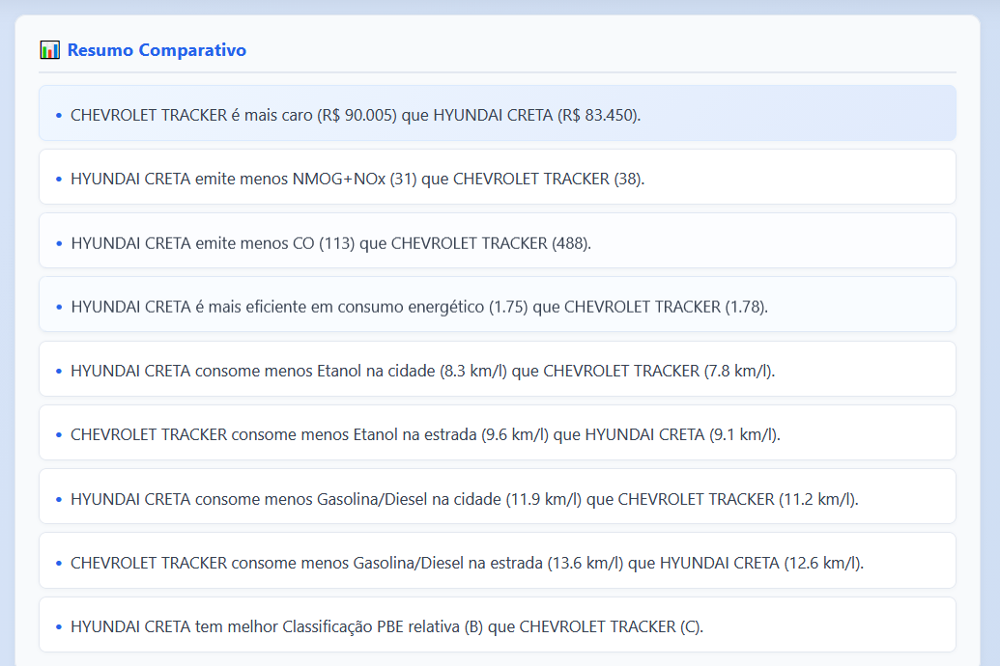 Resumo Comparativo
• CHEVROLET TRACKER é mais caro (R$ 90.005) que HYUNDAI CRETA (R$ 83.450).
• HYUNDAI CRETA emite menos NMOG+NOx (31) que CHEVROLET TRACKER (38).
• HYUNDAI CRETA emite menos CO (113) que CHEVROLET TRACKER (488).
• HYUNDAI CRETA é mais eficiente em consumo energético (1.75) que CHEVROLET TRACKER (1.78).
• HYUNDAI CRETA consome menos Etanol na cidade (8.3 km/l) que CHEVROLET TRACKER (7.8 km/l).
• CHEVROLET TRACKER consome menos Etanol na estrada (9.6 km/l) que HYUNDAI CRETA (9.1 km/l).
• HYUNDAI CRETA consome menos Gasolina/Diesel na cidade (11.9 km/l) que CHEVROLET TRACKER (11.2 km/l).
• CHEVROLET TRACKER consome menos Gasolina/Diesel na estrada (13.6 km/l) que HYUNDAI CRETA (12.6 km/l).
• HYUNDAI CRETA tem melhor Classificação PBE relativa (B) que CHEVROLET TRACKER (C).